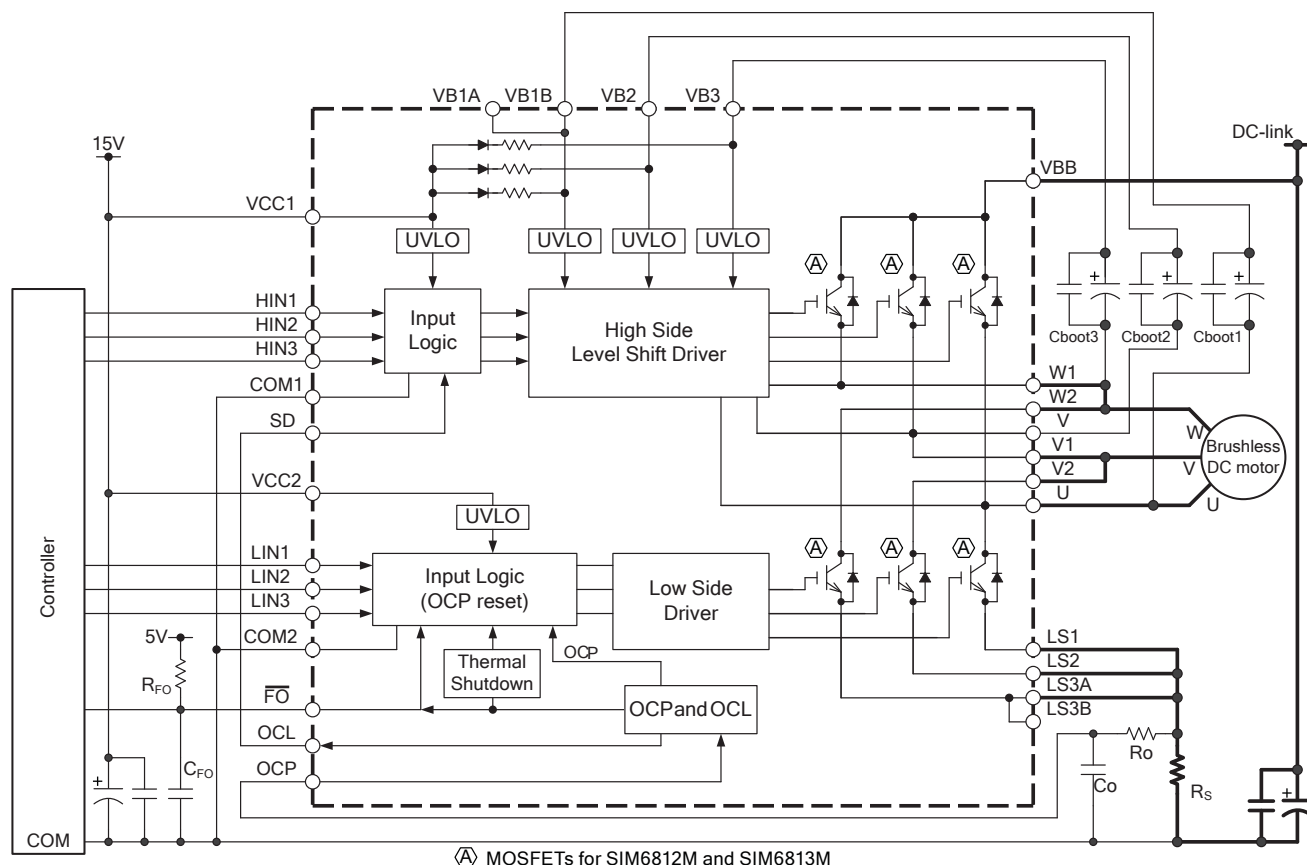 VB1A VB1B VB2 VB3
15V
DC-link
VBB
VCC1
UVLO UVLO UVLO UVLO
A A A
HIN1
HIN2
HIN3
Input
Logic
High Side
Level Shift Driver
Cboot3 Cboot2 Cboot1
COM1
SD
W1
W2
V
V1
V2
U
W
V
U
Brushless
DC motor
VCC2
UVLO
A A A
Controller
LIN1
LIN2
LIN3
Input Logic
(OCP reset)
Low Side
Driver
COM2
5V
RFO
FO
OCP
Thermal
Shutdown
OCP and OCL
LS1
LS2
LS3A
LS3B
OCL
OCP
CFO
Ro
Co
RS
COM
A MOSFETs for SIM6812M and SIM6813M